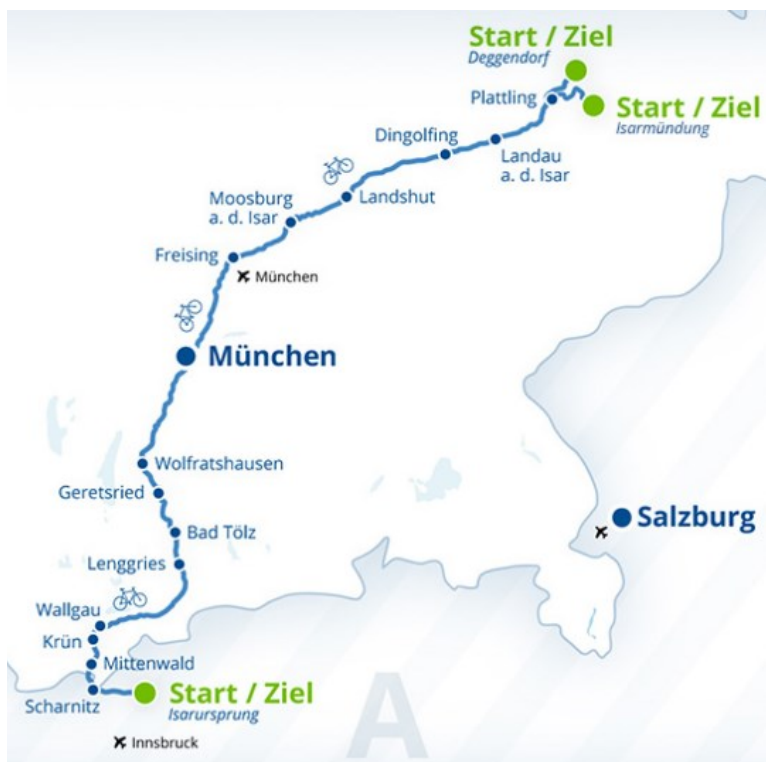 Start / Ziel
Deggendorf
Plattling
Start / Ziel
Isarmündung
Dingolfing
Landau
a. d. Isar
Moosburg
a. d. Isar
Landshut
Freising
München
München
Wolfratshausen
Geretsried
Bad Tölz
Salzburg
Lenggries
Wallgau
Krün
Mittenwald
Start / Ziel
Isarursprung
Scharnitz
A
Innsbruck